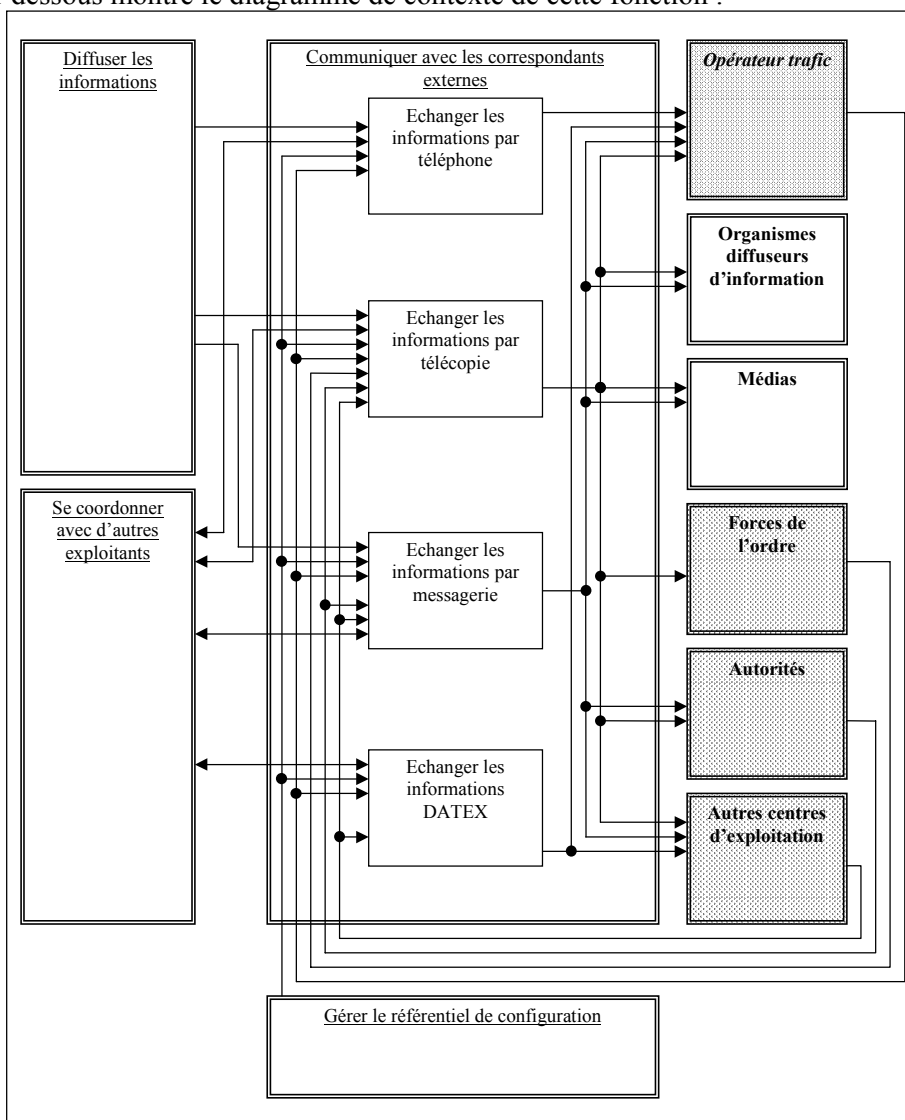 dessous montre le diagramme de contexte de cette fonction :
Diffuser les
informations
Communiquer avec les correspondants
externes
Opérateur trafic
Echanger les
informations par
téléphone
Organismes
diffuseurs
d'information
Echanger les
informations par
télécopie
Médias
Se coordonner
avec d'autres
exploitants
Forces de
l'ordre
Echanger les
informations par
messagerie
Autorités
Echanger les
informations
DATEX
Autres centres
d'exploitation
Gérer le référentiel de configuration